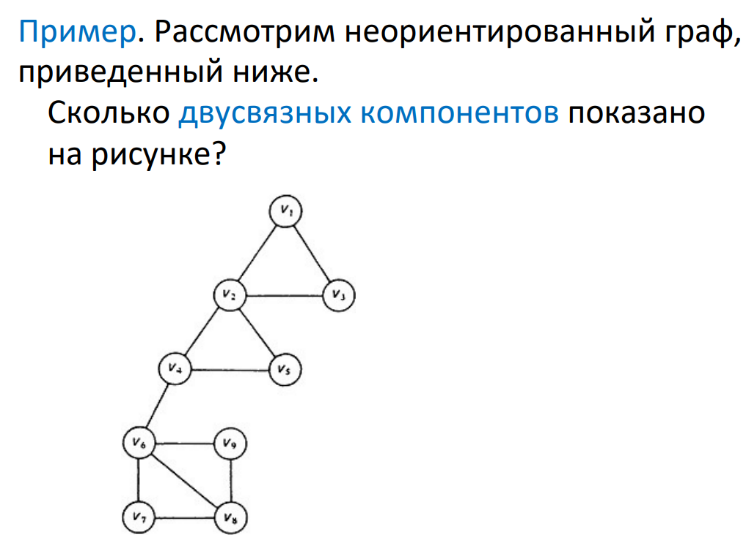 Пример. Рассмотрим неориентированный граф,
приведенный ниже.
Сколько двусвязных компонентов показано
на рисунке?
v₁
v₂ v₃
v₄ v₅
v₆ v₉
v₇ v₈